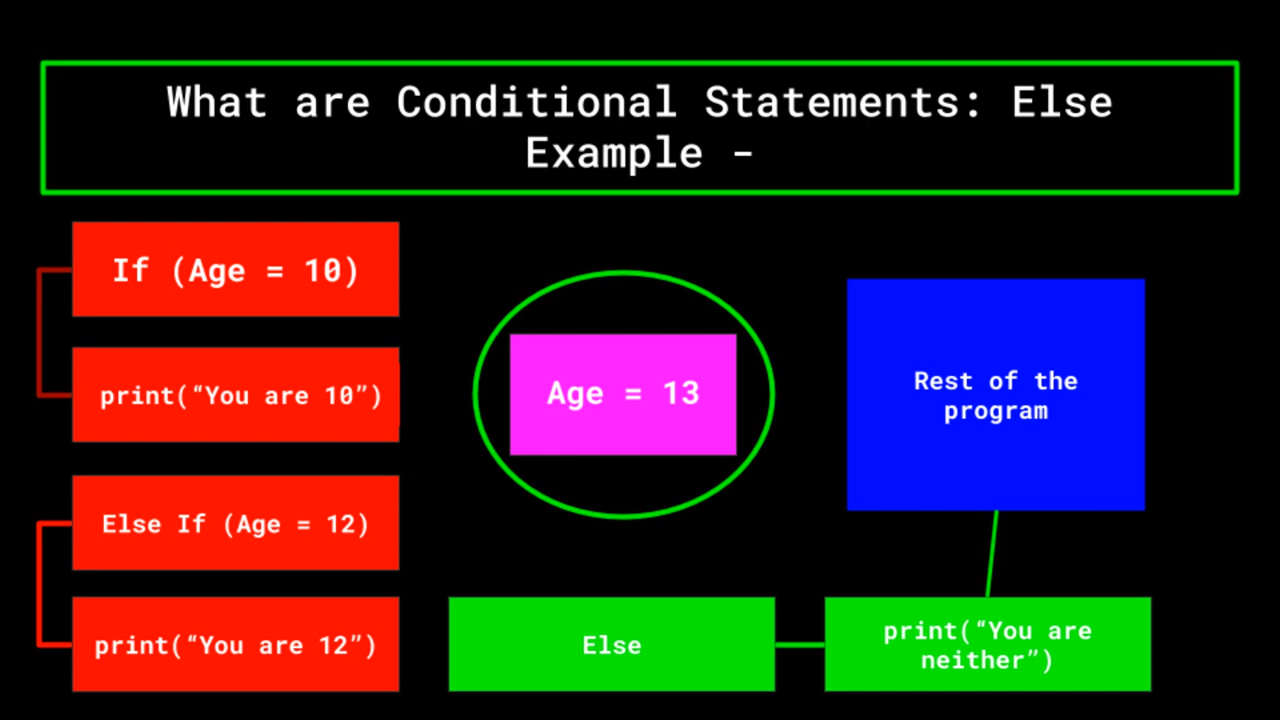 What are Conditional Statements: Else
Example -
If (Age = 10)
print(“You are 10”)
Else If (Age = 12)
print(“You are 12”)
Age = 13
Else
Rest of the
program
print(“You are
neither”)